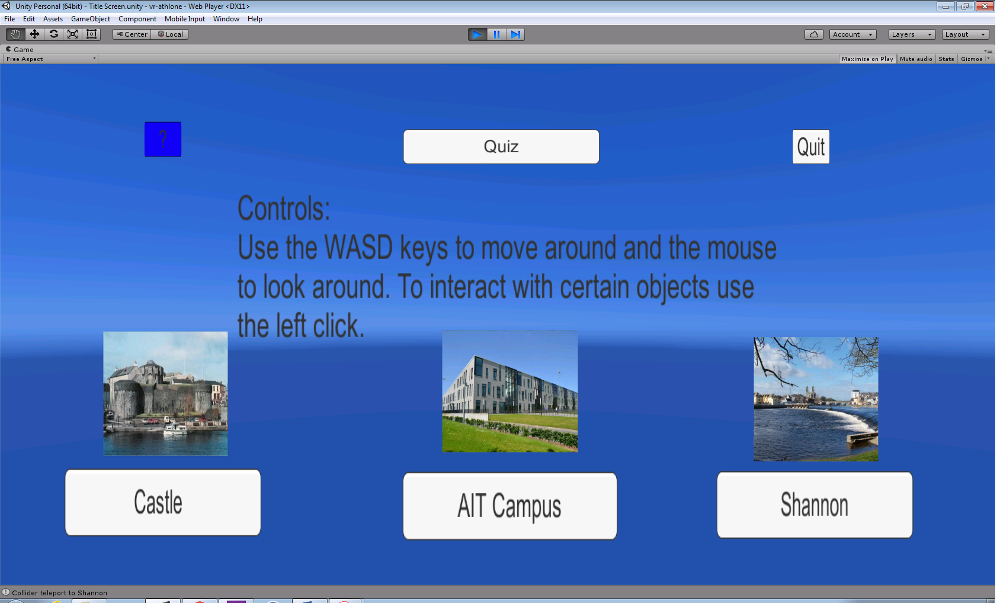 Unity Personal (64bit) - Title Screen.unity - vr-athlone - Web Player <DX11>
File Edit Assets GameObject Component Mobile Input Window Help
Center Local Account Layers Layout
Game
Free Aspect Maximize on Play Mute audio Stats Gizmos
? Quiz Quit
Controls:
Use the WASD keys to move around and the mouse
to look around. To interact with certain objects use
the left click.
Castle AIT Campus Shannon
Collider teleport to Shannon